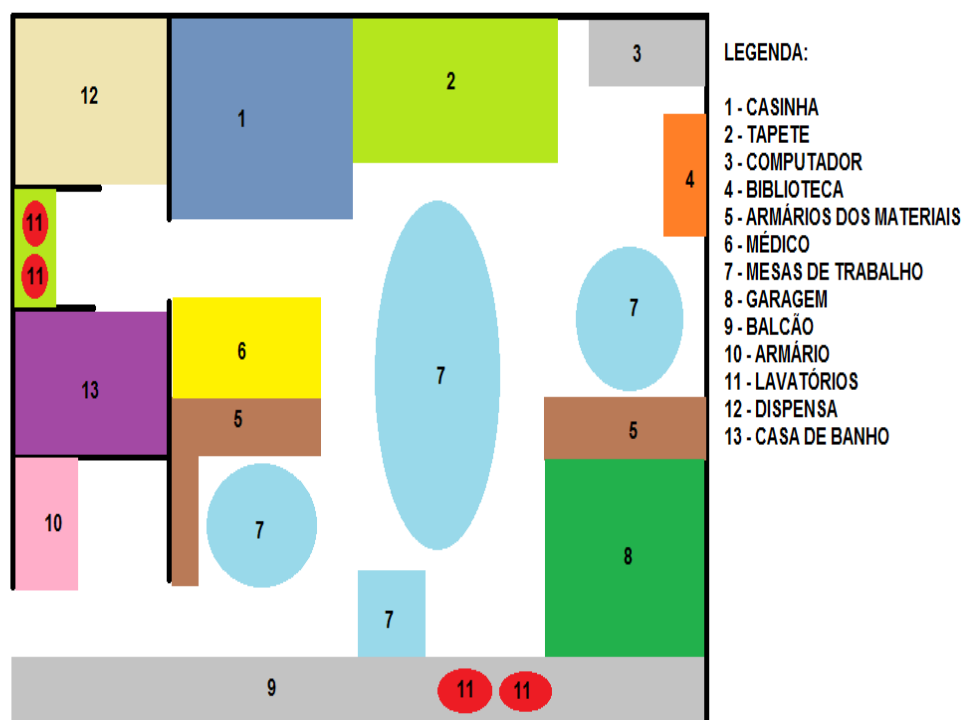 12
1
2
3
LEGENDA:
1 - CASINHA
2 - TAPETE
3 - COMPUTADOR
4 - BIBLIOTECA
5 - ARMÁRIOS DOS MATERIAIS
6 - MÉDICO
7 - MESAS DE TRABALHO
8 - GARAGEM
9 - BALCÃO
10 - ARMÁRIO
11 - LAVATÓRIOS
12 - DISPENSA
13 - CASA DE BANHO
4
11
11
7
6
7
13
5
5
10
7
8
7
9
11
11